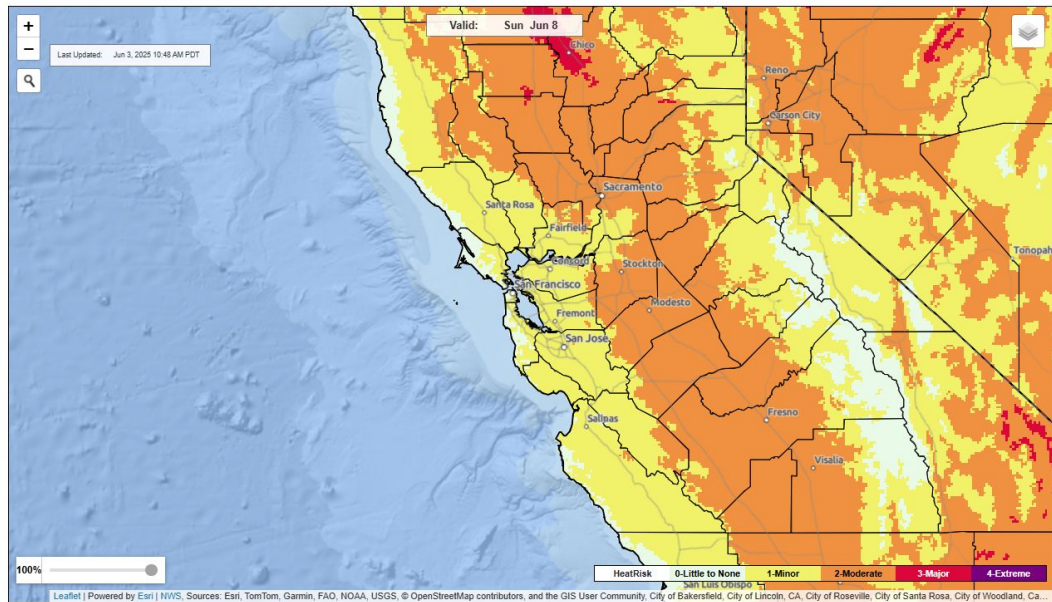 +
−
Valid: Sun Jun 8
Last Updated: Jun 3, 2025 10:48 AM PDT
Chico
Reno
Carson City
Sacramento
Santa Rosa
Fairfield
Concord
Stockton
San Francisco
Tonopah
Modesto
Fremont
San José
Salinas
Fresno
Visalia
100%
HeatRisk 0-Little to None 1-Minor 2-Moderate 3-Major 4-Extreme
San Luis Obispo
Leaflet | Powered by Esri | NWS, Sources: Esri, TomTom, Garmin, FAO, NOAA, USGS, © OpenStreetMap contributors, and the GIS User Community, City of Bakersfield, City of Lincoln, CA, City of Roseville, City of Santa Rosa, City of Woodland, Ca...